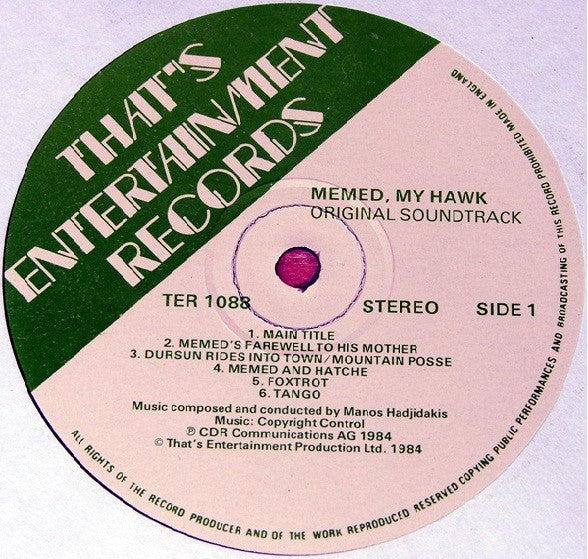 THAT'S
ENTERTAINMENT
RECORDS
MEMED, MY HAWK
ORIGINAL SOUNDTRACK
TER 1088 STEREO SIDE 1
1. MAIN TITLE
2. MEMED'S FAREWELL TO HIS MOTHER
3. DURSUN RIDES INTO TOWN/MOUNTAIN POSSE
4. MEMED AND HATCHE
5. FOXTROT
6. TANGO
Music composed and conducted by Manos Hadjidakis
Music: Copyright Control
℗ CDR Communications AG 1984
© That's Entertainment Production Ltd. 1984
ALL RIGHTS OF THE RECORD PRODUCER AND OF THE WORK REPRODUCED RESERVED COPYING PUBLIC PERFORMANCES AND BROADCASTING OF THIS RECORD PROHIBITED MADE IN ENGLAND